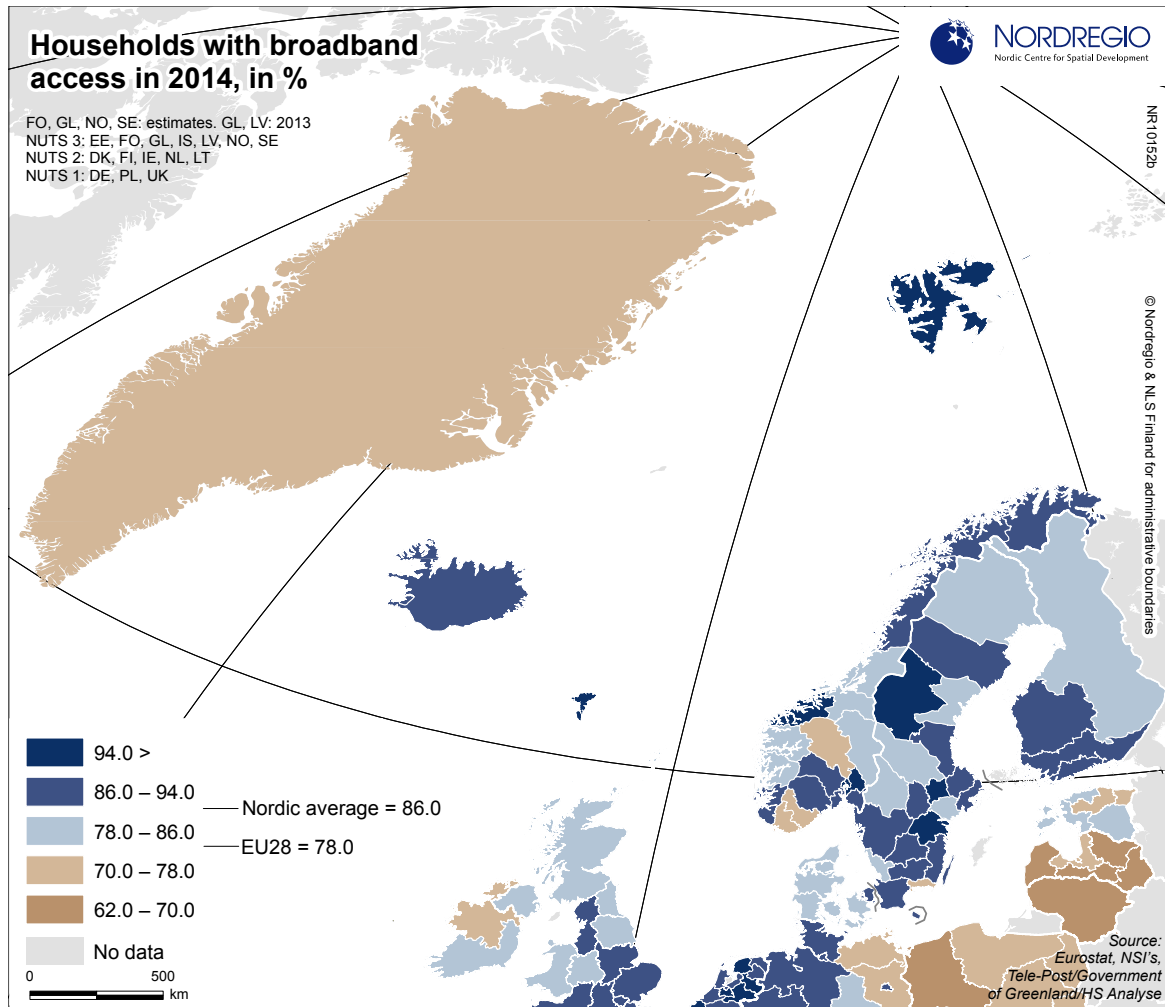 Households with broadband
access in 2014, in %
FO, GL, NO, SE: estimates. GL, LV: 2013
NUTS 3: EE, FO, GL, IS, LV, NO, SE
NUTS 2: DK, FI, IE, NL, LT
NUTS 1: DE, PL, UK
NORDREGIO
Nordic Centre for Spatial Development
NR10152b
© Nordregio & NLS Finland for administrative boundaries
94.0 >
86.0 – 94.0
Nordic average = 86.0
78.0 – 86.0
EU28 = 78.0
70.0 – 78.0
62.0 – 70.0
No data
0 500
km
Source:
Eurostat, NSI's,
Tele-Post/Government
of Greenland/HS Analyse